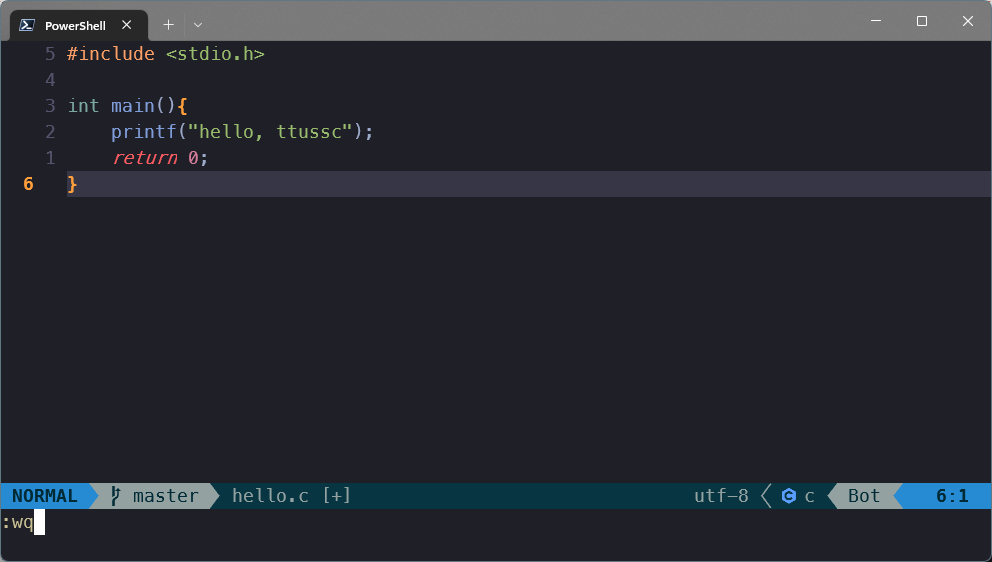 PowerShell
5 #include <stdio.h>
4
3 int main(){
2     printf("hello, ttussc");
1     return 0;
6 }
NORMAL master hello.c [+] utf-8 c Bot 6:1
:wq